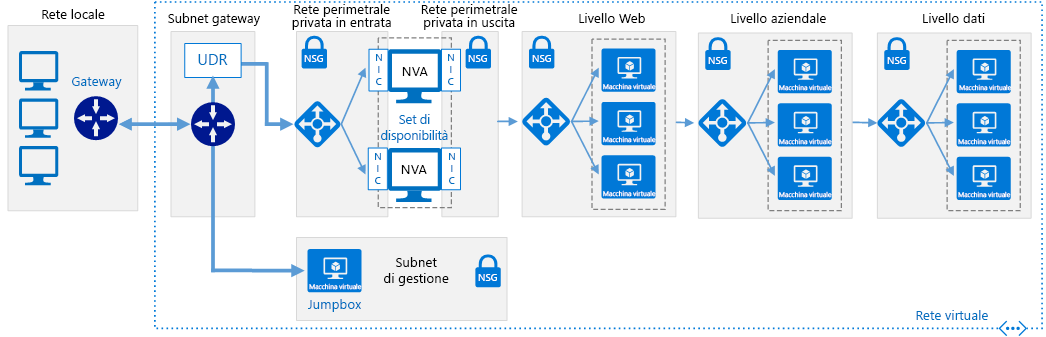 Rete locale
Gateway
Subnet gateway
UDR
Rete perimetrale
privata in entrata
NSG
Rete perimetrale
privata in uscita
NSG
NIC
NVA
NIC
Set di
disponibilità
NIC
NVA
NIC
Livello Web
NSG
Macchina virtuale
Macchina virtuale
Macchina virtuale
Livello aziendale
NSG
Macchina virtuale
Macchina virtuale
Macchina virtuale
Livello dati
NSG
Macchina virtuale
Macchina virtuale
Macchina virtuale
Macchina virtuale
Jumpbox
Subnet
di gestione
NSG
Rete virtuale